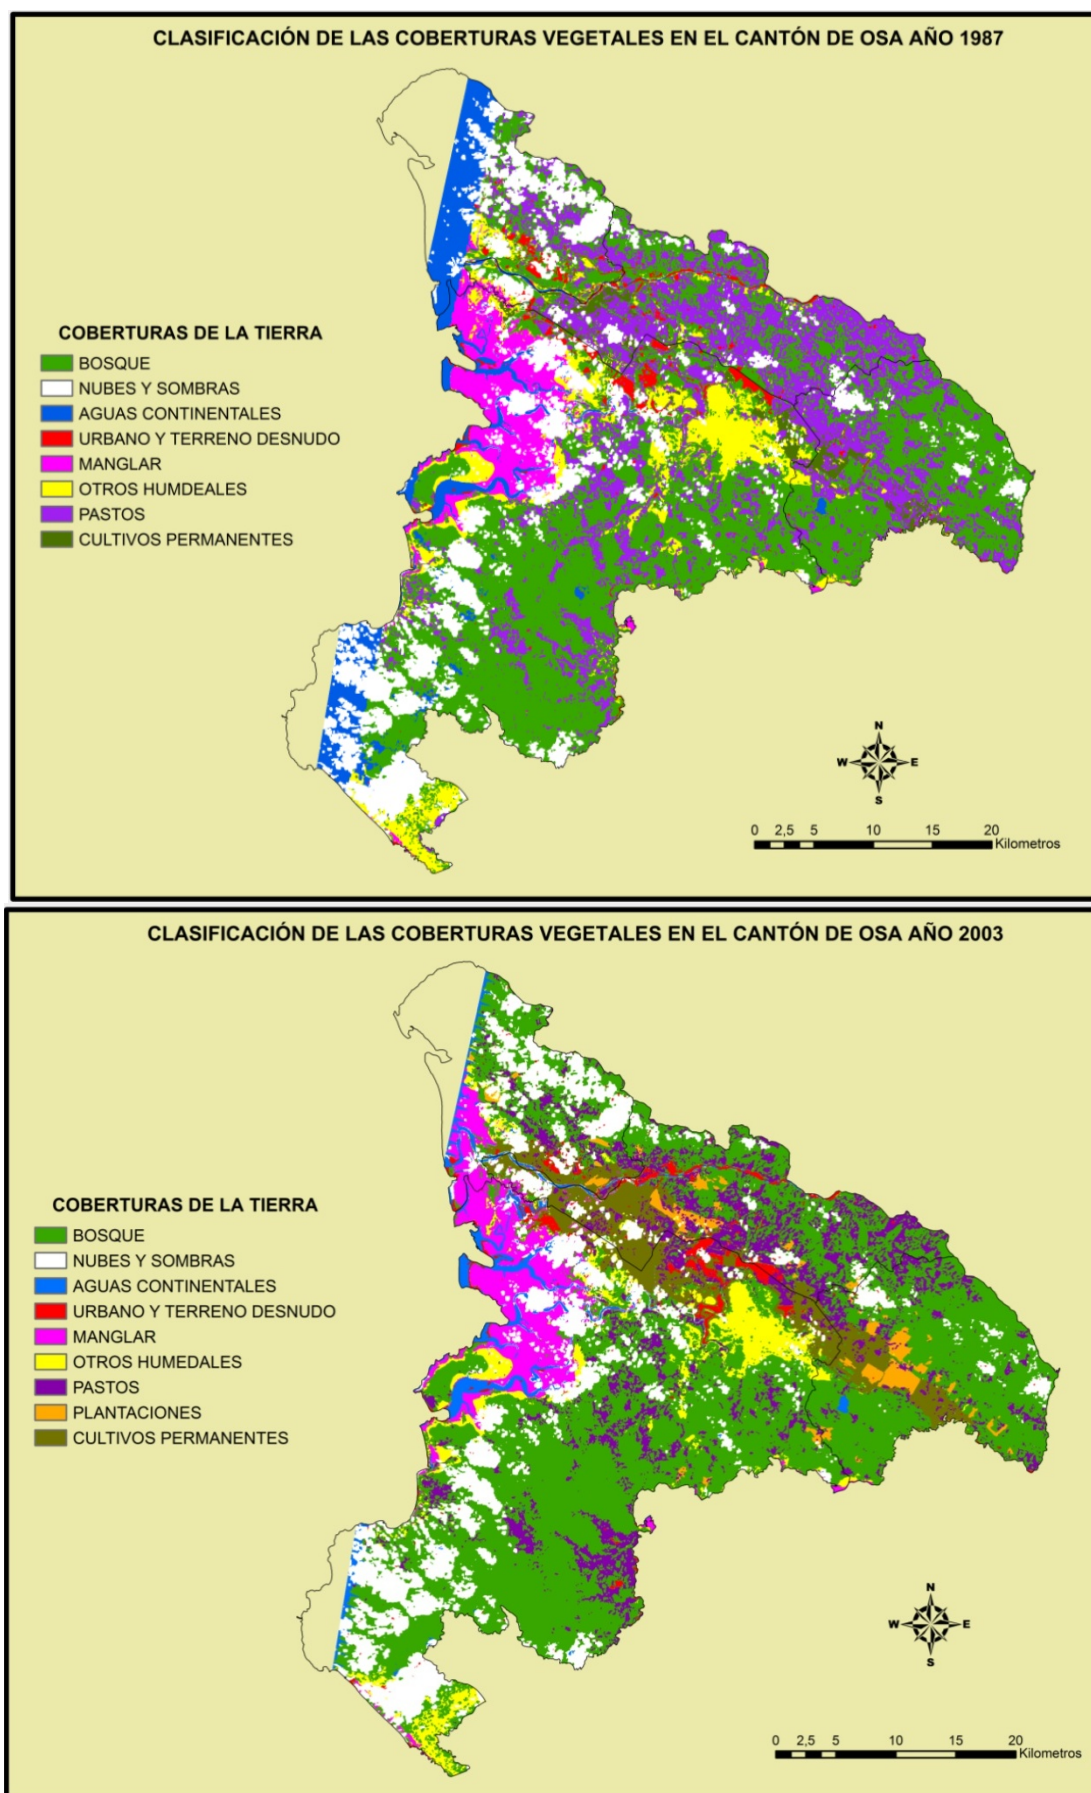 CLASIFICACIÓN DE LAS COBERTURAS VEGETALES EN EL CANTÓN DE OSA AÑO 1987
COBERTURAS DE LA TIERRA
BOSQUE
NUBES Y SOMBRAS
AGUAS CONTINENTALES
URBANO Y TERRENO DESNUDO
MANGLAR
OTROS HUMDEALES
PASTOS
CULTIVOS PERMANENTES
N
W E
S
0 2,5 5 10 15 20
Kilometros
CLASIFICACIÓN DE LAS COBERTURAS VEGETALES EN EL CANTÓN DE OSA AÑO 2003
COBERTURAS DE LA TIERRA
BOSQUE
NUBES Y SOMBRAS
AGUAS CONTINENTALES
URBANO Y TERRENO DESNUDO
MANGLAR
OTROS HUMEDALES
PASTOS
PLANTACIONES
CULTIVOS PERMANENTES
N
W E
S
0 2,5 5 10 15 20
Kilometros